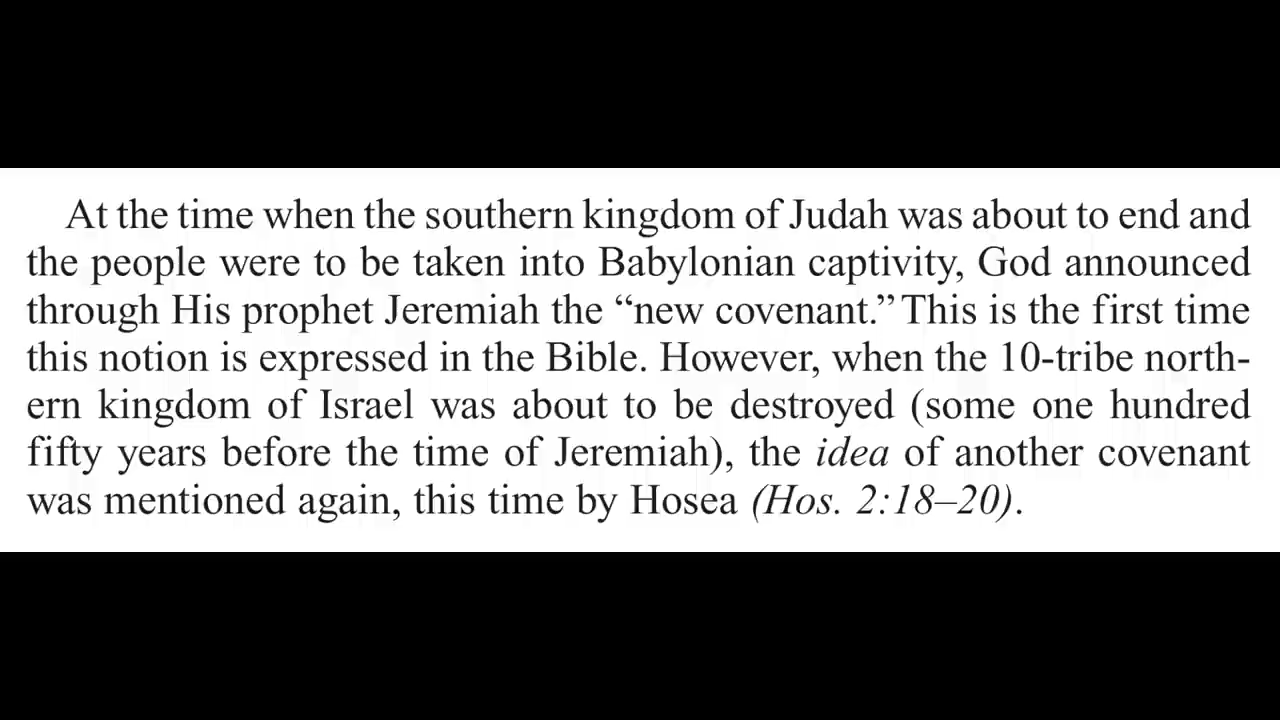 At the time when the southern kingdom of Judah was about to end and
the people were to be taken into Babylonian captivity, God announced
through His prophet Jeremiah the “new covenant.” This is the first time
this notion is expressed in the Bible. However, when the 10-tribe north-
ern kingdom of Israel was about to be destroyed (some one hundred
fifty years before the time of Jeremiah), the idea of another covenant
was mentioned again, this time by Hosea (Hos. 2:18–20).